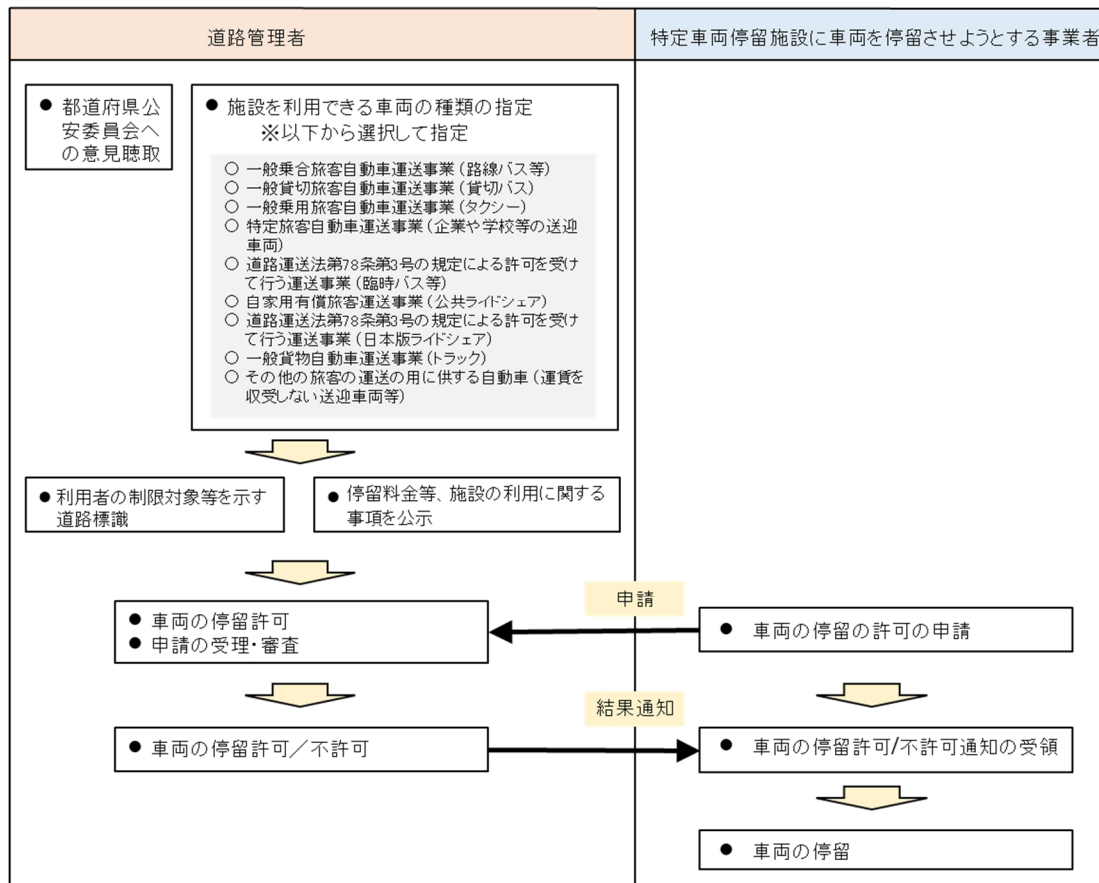 道路管理者
特定車両停留施設に車両を停留させようとする事業者
● 都道府県公
安委員会へ
の意見聴取
● 施設を利用できる車両の種類の指定
※以下から選択して指定
○ 一般乗合旅客自動車運送事業(路線バス等)
○ 一般貸切旅客自動車運送事業(貸切バス)
○ 一般乗用旅客自動車運送事業(タクシー)
○ 特定旅客自動車運送事業(企業や学校等の送迎
車両)
○ 道路運送法第78条第3号の規定による許可を受け
て行う運送事業(臨時バス等)
○ 自家用有償旅客運送事業(公共ライドシェア)
○ 道路運送法第78条第3号の規定による許可を受け
て行う運送事業(日本版ライドシェア)
○ 一般貨物自動車運送事業(トラック)
○ その他の旅客の運送の用に供する自動車(運賃を
収受しない送迎車両等)
● 利用者の制限対象等を示す
道路標識
● 停留料金等、施設の利用に関する
事項を公示
● 車両の停留許可
● 申請の受理・審査
申請
● 車両の停留の許可の申請
● 車両の停留許可/不許可
結果通知
● 車両の停留許可/不許可通知の受領
● 車両の停留